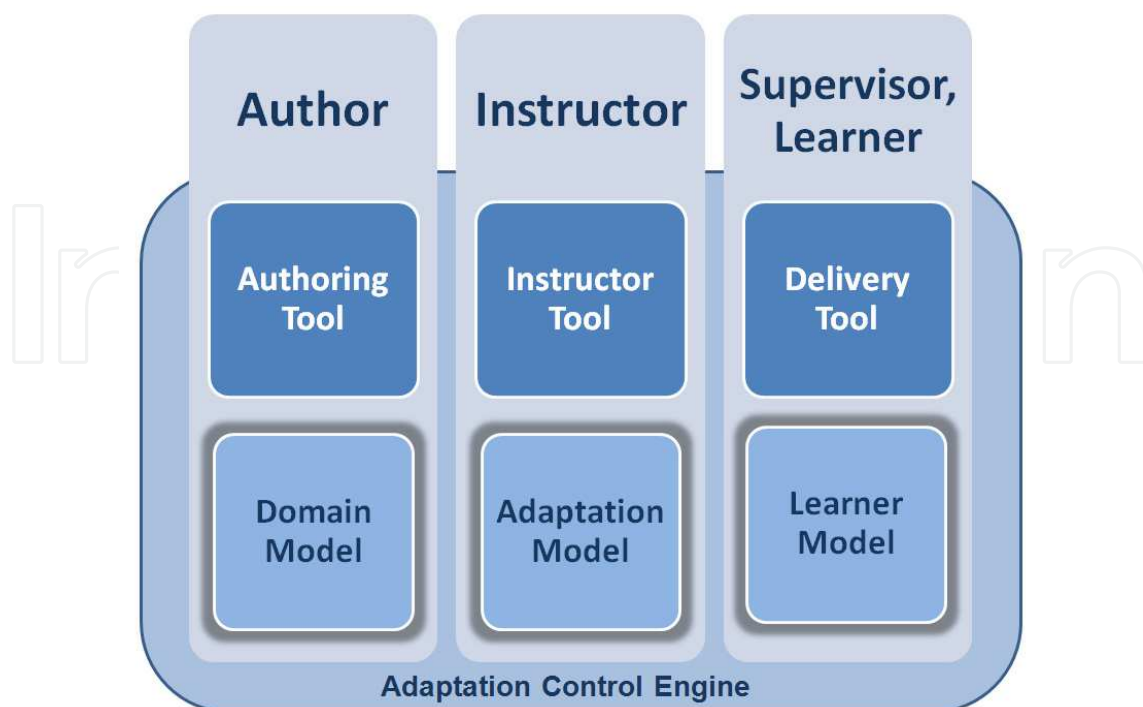 Author
Instructor
Supervisor,
Learner
Authoring
Tool
Instructor
Tool
Delivery
Tool
Domain
Model
Adaptation
Model
Learner
Model
Adaptation Control Engine